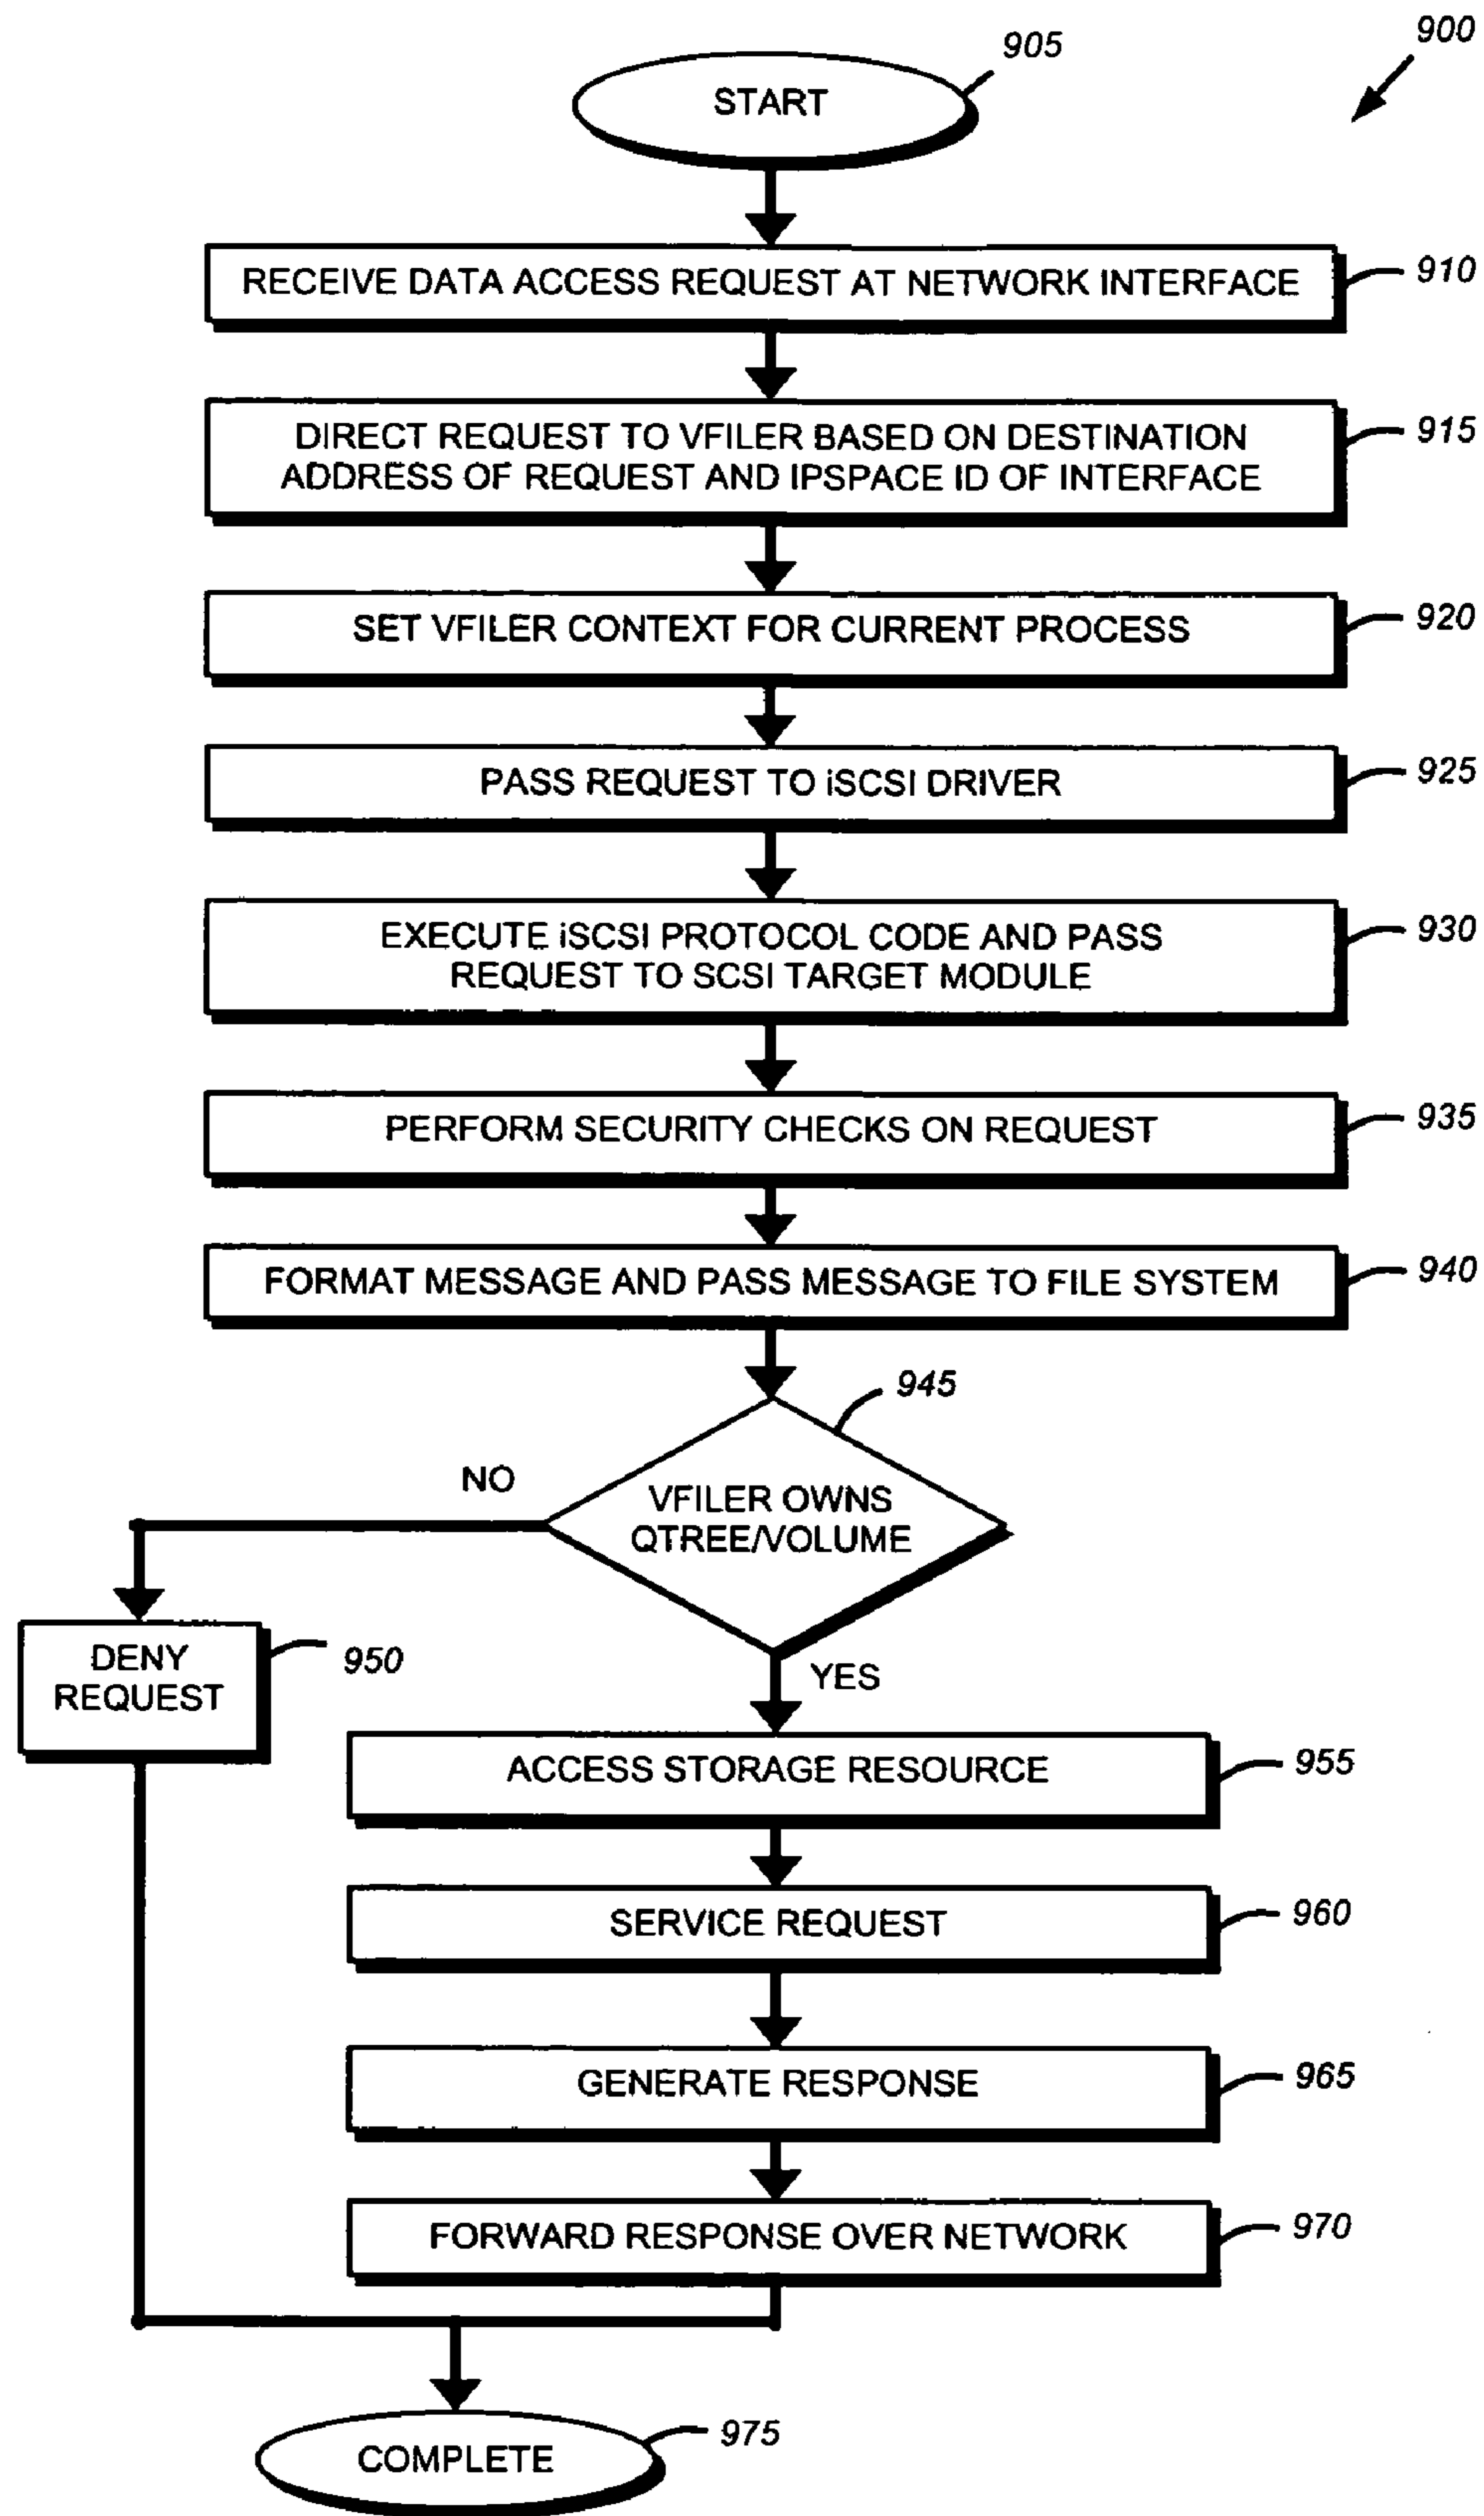 900
905
START
RECEIVE DATA ACCESS REQUEST AT NETWORK INTERFACE
910
DIRECT REQUEST TO VFILER BASED ON DESTINATION
ADDRESS OF REQUEST AND IPSPACE ID OF INTERFACE
915
SET VFILER CONTEXT FOR CURRENT PROCESS
920
PASS REQUEST TO iSCSI DRIVER
925
EXECUTE iSCSI PROTOCOL CODE AND PASS
REQUEST TO SCSI TARGET MODULE
930
PERFORM SECURITY CHECKS ON REQUEST
935
FORMAT MESSAGE AND PASS MESSAGE TO FILE SYSTEM
940
945
VFILER OWNS
QTREE/VOLUME
NO
DENY
REQUEST
950
YES
ACCESS STORAGE RESOURCE
955
SERVICE REQUEST
960
GENERATE RESPONSE
965
FORWARD RESPONSE OVER NETWORK
970
COMPLETE
975